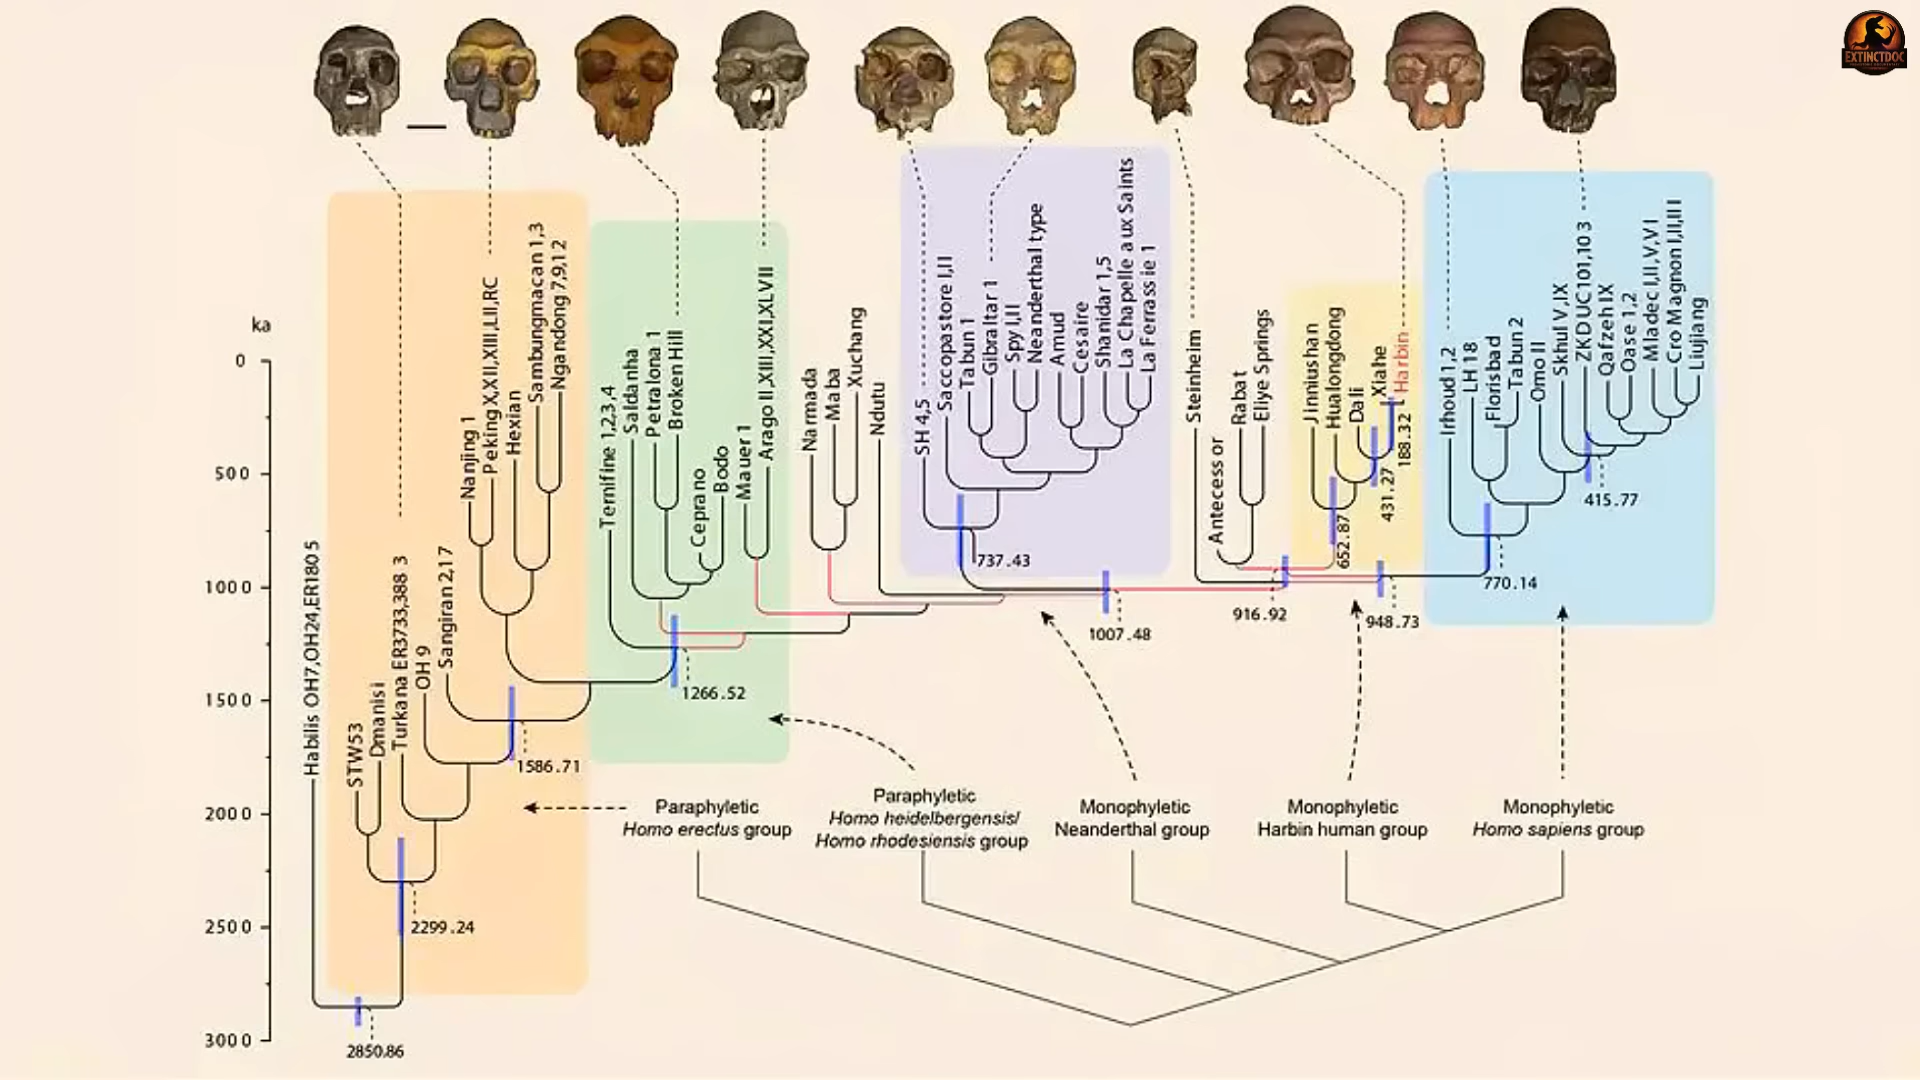 EXTINCTDOC
ka
0
500
1000
1500
2000
2500
3000
Habilis OH7,OH24,ER1805
STW53
Dmanisi
Turkana ER3733,3883
OH 9
Sangiran 2,17
Nanjing 1
Peking X,XII,XIII,LII,RC
Hexian
Sambungmacan 1,3
Ngandong 7,9,12
Ternifine 1,2,3,4
Saldanha
Petralona 1
Broken Hill
Ceprano
Bodo
Mauer 1
Arago II,XIII,XXI,XLVII
Narmada
Maba
Xuchang
Ndutu
SH 4,5
Saccopastore I,II
Tabun 1
Gibraltar 1
Spy I,II
Neanderthal type
Amud
Cesaire
Shanidar 1,5
La Chapelle aux Saints
La Ferrassie 1
Steinheim
Antecessor
Rabat
Ellye Springs
Jinniushan
Hualongdong
Dali
Xiahe
Harbin
Irhoud 1,2
LH 18
Florisbad
Tabun 2
Omo II
Skhul V,IX
ZKD UC 101,103
Qafzeh IX
Oase 1,2
Mladec I,II,V,VI
Cro Magnon I,II,III
Liujiang
2850.86
2299.24
1586.71
1266.52
737.43
1007.48
916.92
652.87
431.27
188.32
948.73
770.14
415.77
Paraphyletic
Homo erectus group
Paraphyletic
Homo heidelbergensis/
Homo rhodesiensis group
Monophyletic
Neanderthal group
Monophyletic
Harbin human group
Monophyletic
Homo sapiens group